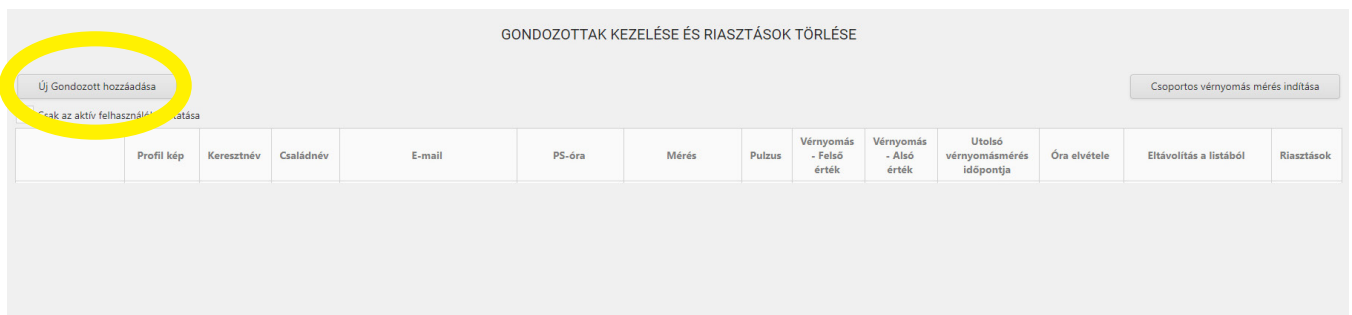 GONDOZOTTAK KEZELÉSE ÉS RIASZTÁSOK TÖRLÉSE
Új Gondozott hozzáadása
Csoportos vérnyomás mérés indítása
Csak az aktív
Profil kép
Keresztnév
Családnév
E-mail
PS-óra
Mérés
Pulzus
Vérnyomás
- Felső
érték
Vérnyomás
- Alsó
érték
Utolsó
vérnyomásmérés
időpontja
Óra elvétele
Eltávolítás a listából
Riasztások